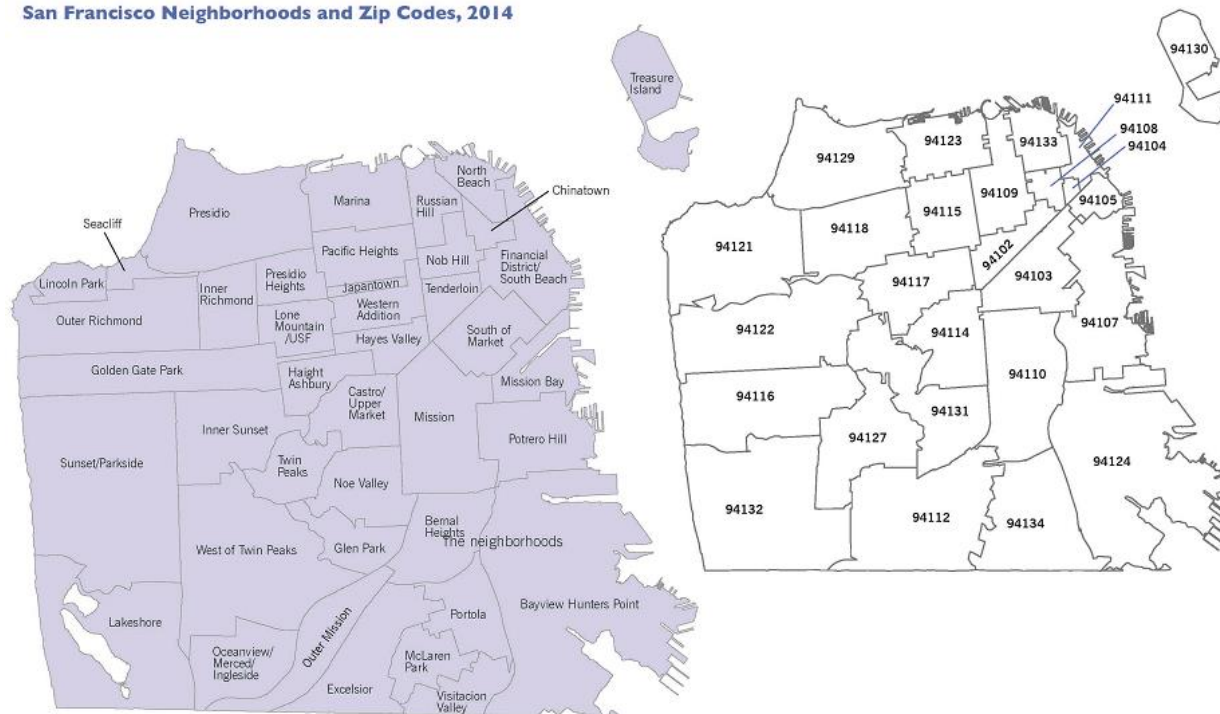 San Francisco Neighborhoods and Zip Codes, 2014
Treasure
Island
North
Beach
Chinatown
Presidio
Marina
Russian
Hill
Seacliff
Pacific Heights
Nob Hill
Financial
District/
South Beach
Lincoln Park
Inner
Richmond
Presidio
Heights
Japantown
Tenderloin
Outer Richmond
Lone
Mountain
/USF
Western
Addition
Hayes Valley
South of
Market
Golden Gate Park
Haight
Ashbury
Castro/
Upper
Market
Mission
Mission Bay
Inner Sunset
Potrero Hill
Sunset/Parkside
Twin
Peaks
Noe Valley
West of Twin Peaks
Glen Park
Bernal
Heights
The neighborhoods
Lakeshore
Outer Mission
Portola
Bayview Hunters Point
Oceanview/
Merced/
Ingleside
McLaren
Park
Excelsior
Visitacion
Valley
94130
94111
94108
94104
94129
94123
94133
94109
94105
94121
94118
94115
94102
94103
94117
94122
94114
94107
94116
94110
94131
94127
94124
94132
94112
94134